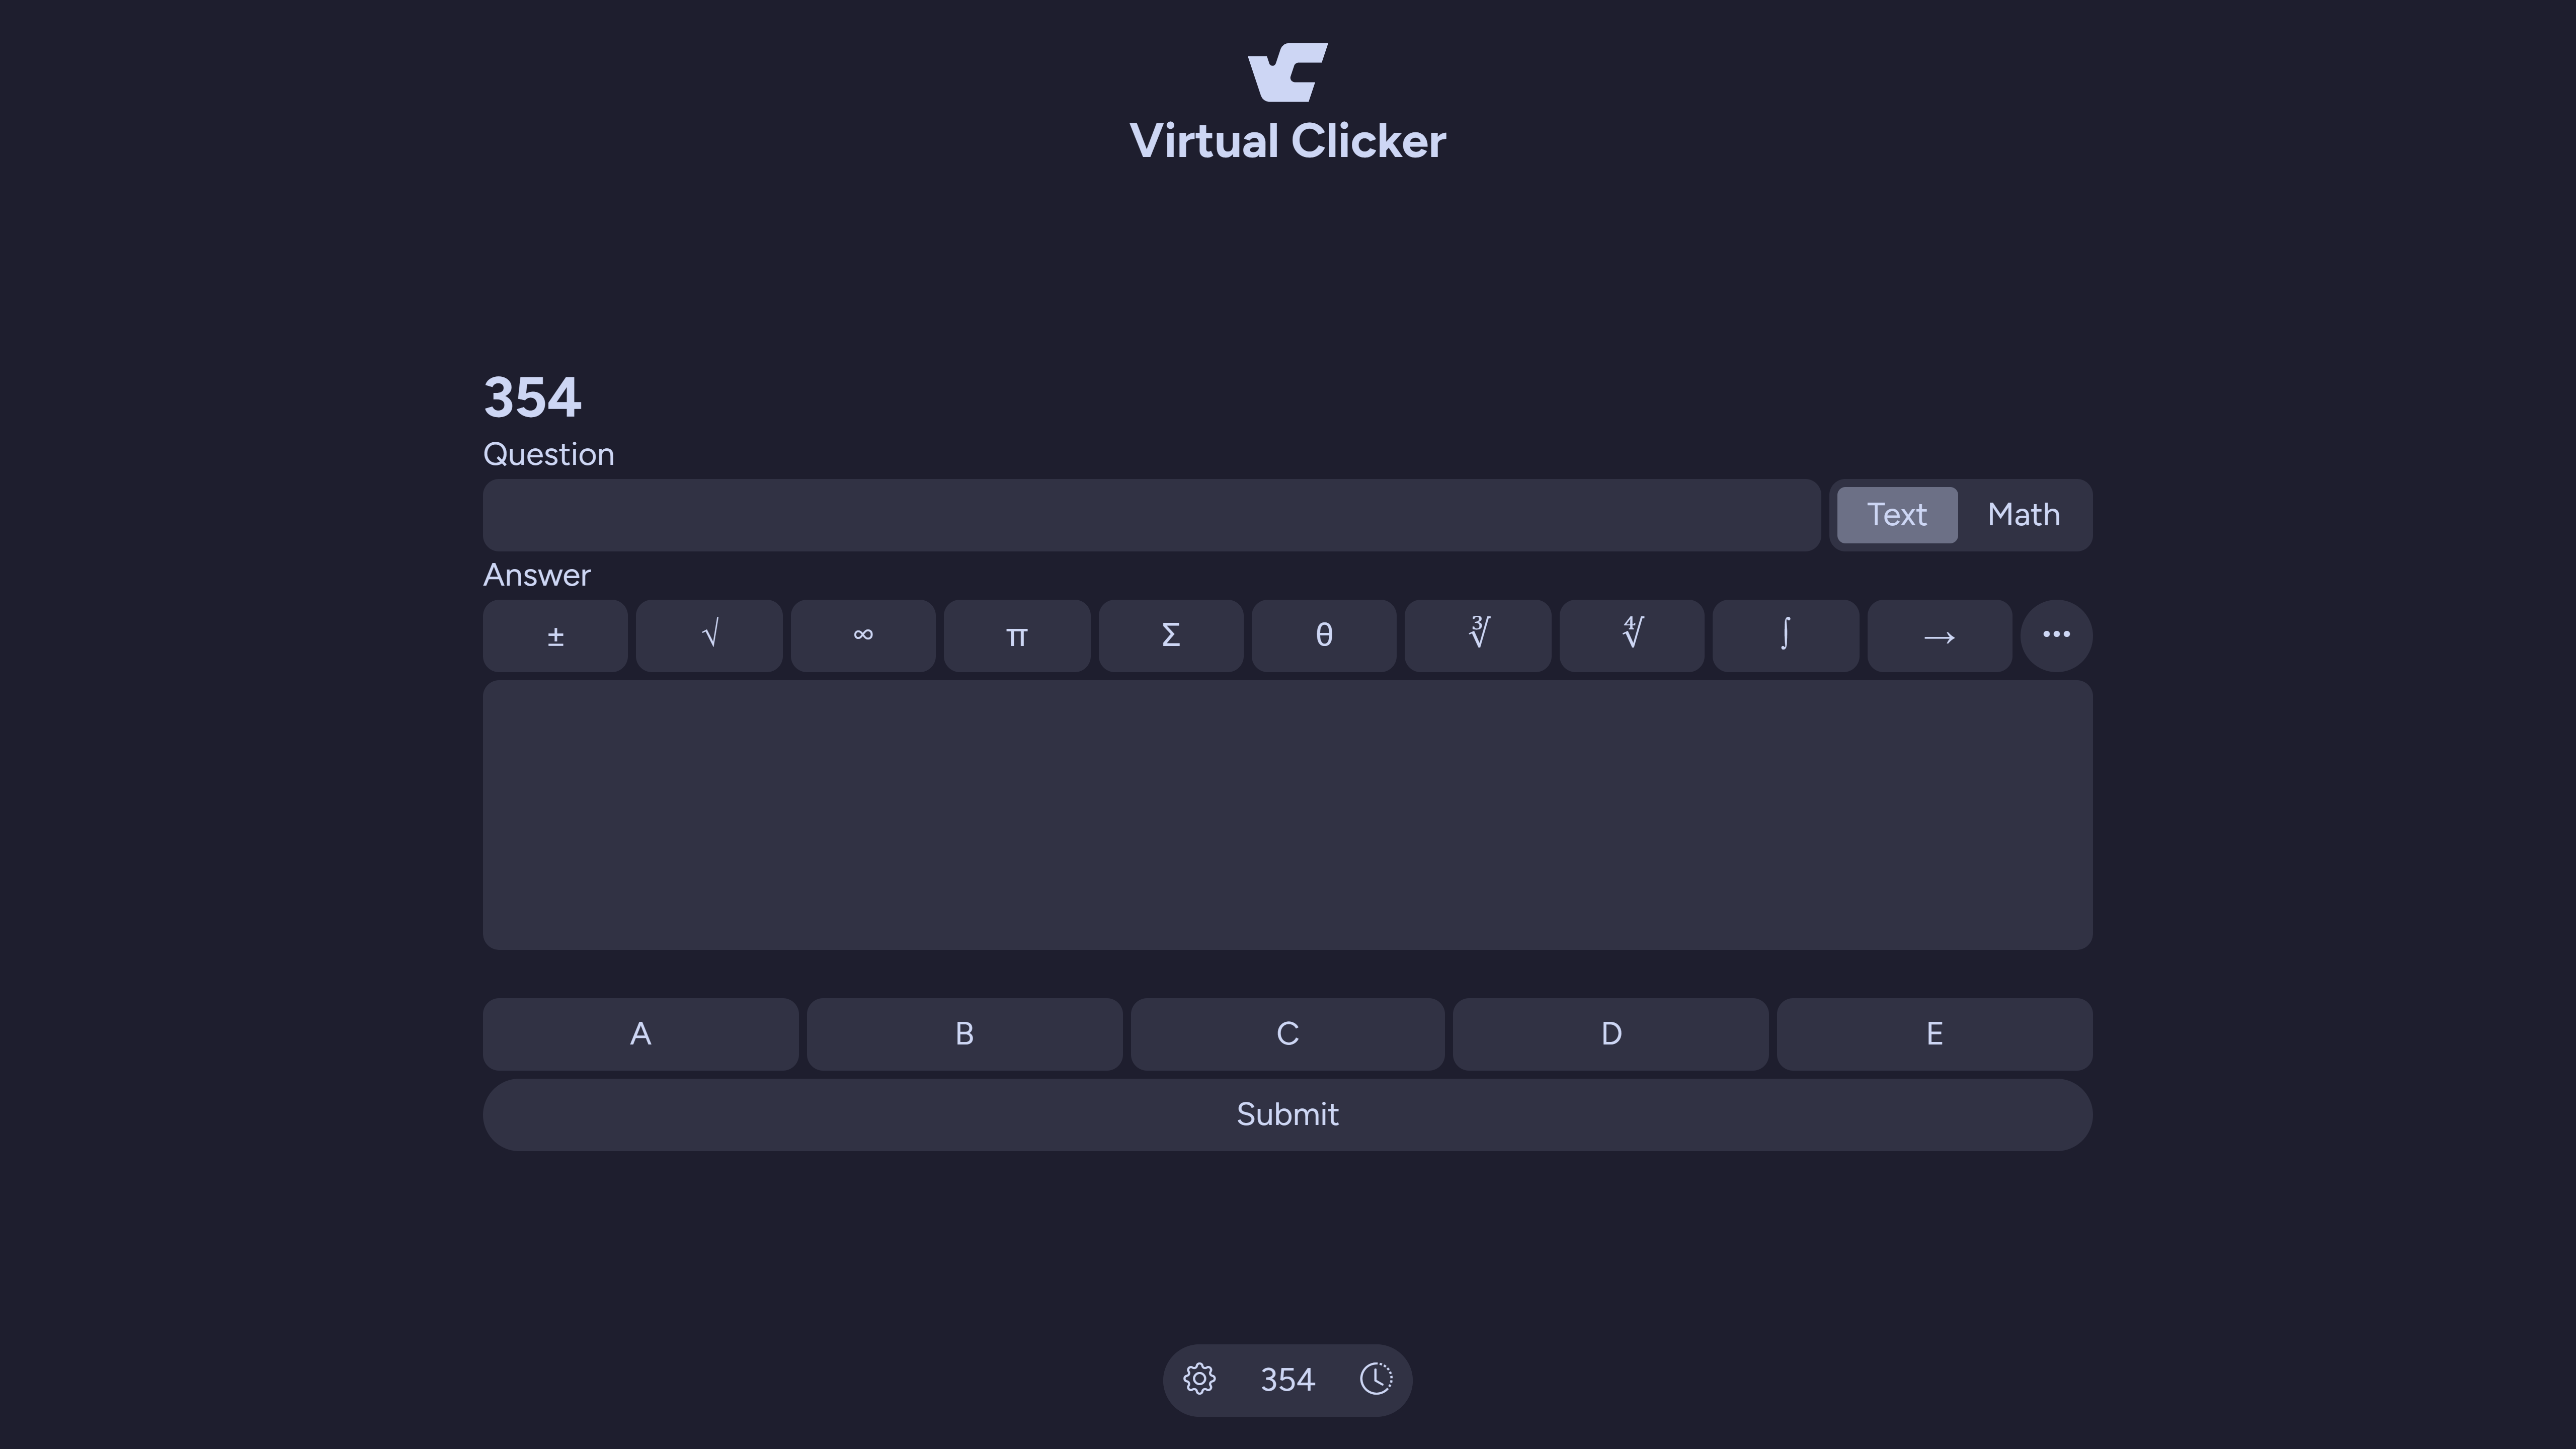 Virtual Clicker
354
Question
Text Math
Answer
± √ ∞ π Σ θ ∛ ∜ ∫ → •••
A B C D E
Submit
354